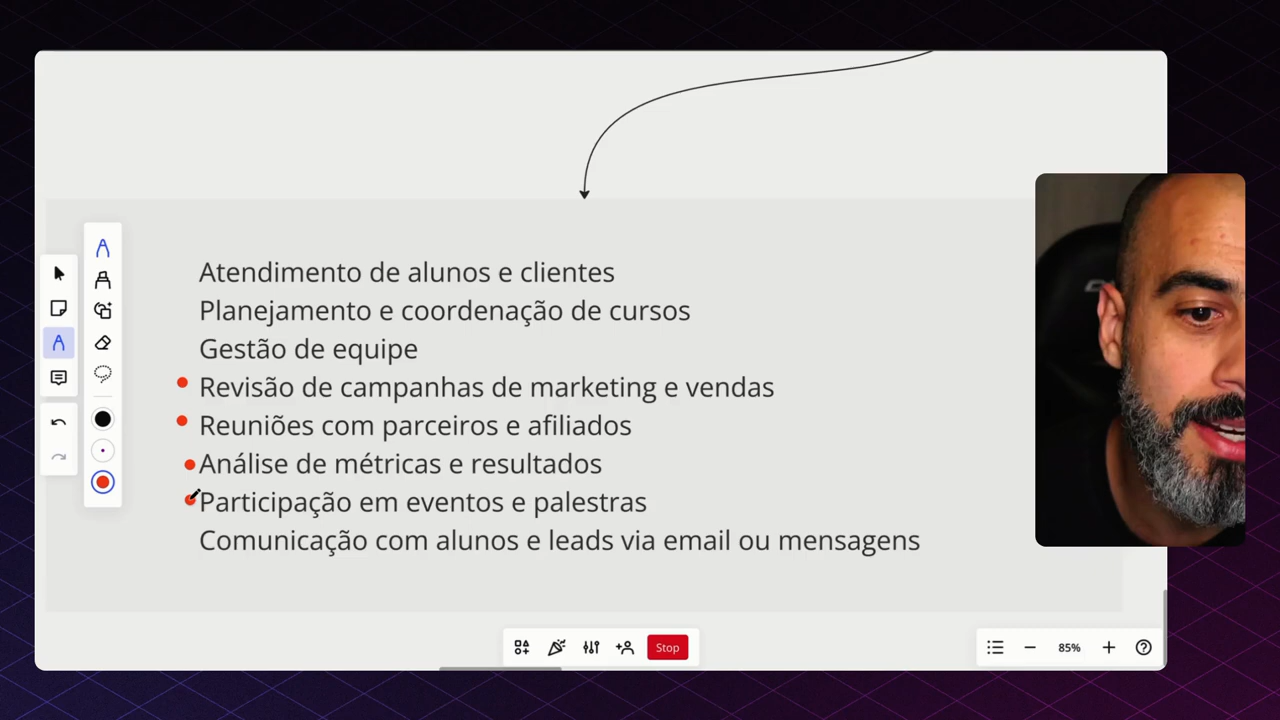 Atendimento de alunos e clientes
Planejamento e coordenação de cursos
Gestão de equipe
Revisão de campanhas de marketing e vendas
Reuniões com parceiros e afiliados
Análise de métricas e resultados
Participação em eventos e palestras
Comunicação com alunos e leads via email ou mensagens
Stop
85%